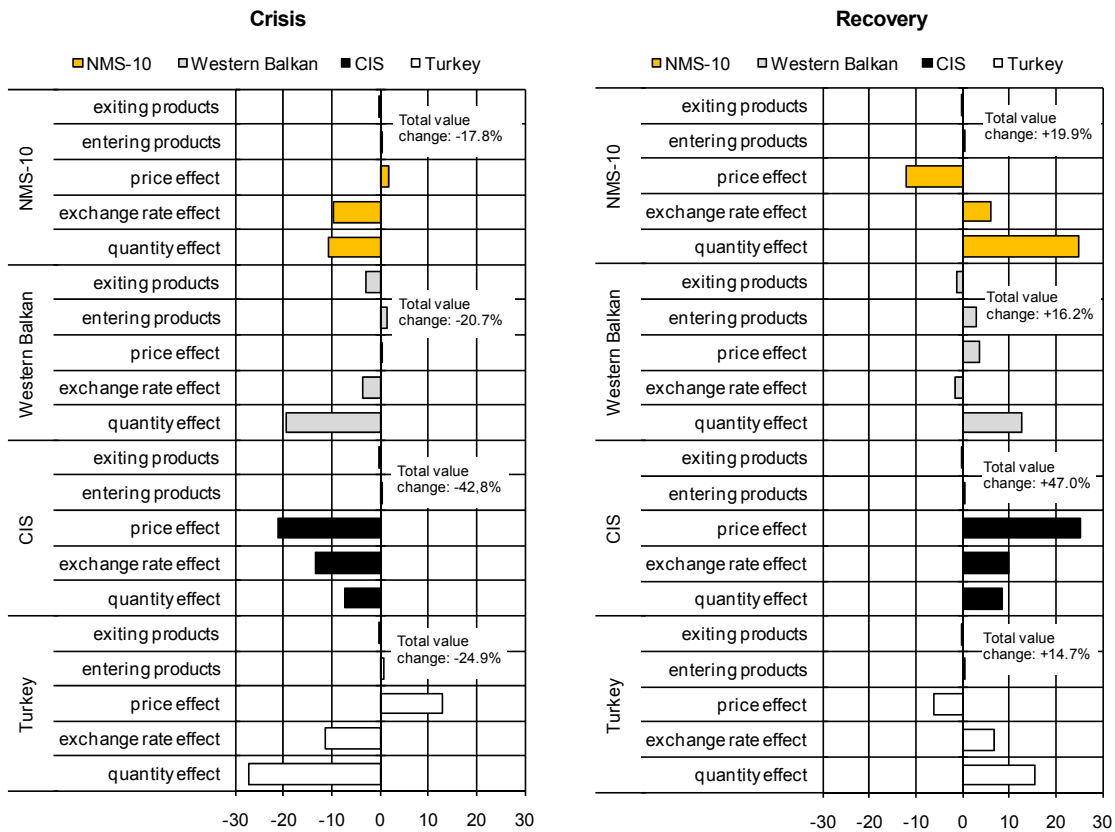 Crisis
NMS-10 Western Balkan CIS Turkey
NMS-10
exiting products
entering products
price effect
exchange rate effect
quantity effect
Total value
change: -17.8%
Western Balkan
exiting products
entering products
price effect
exchange rate effect
quantity effect
Total value
change: -20.7%
CIS
exiting products
entering products
price effect
exchange rate effect
quantity effect
Total value
change: -42,8%
Turkey
exiting products
entering products
price effect
exchange rate effect
quantity effect
Total value
change: -24.9%
-30 -20 -10 0 10 20 30
Recovery
NMS-10 Western Balkan CIS Turkey
NMS-10
exiting products
entering products
price effect
exchange rate effect
quantity effect
Total value
change: +19.9%
Western Balkan
exiting products
entering products
price effect
exchange rate effect
quantity effect
Total value
change: +16.2%
CIS
exiting products
entering products
price effect
exchange rate effect
quantity effect
Total value
change: +47.0%
Turkey
exiting products
entering products
price effect
exchange rate effect
quantity effect
Total value
change: +14.7%
-30 -20 -10 0 10 20 30